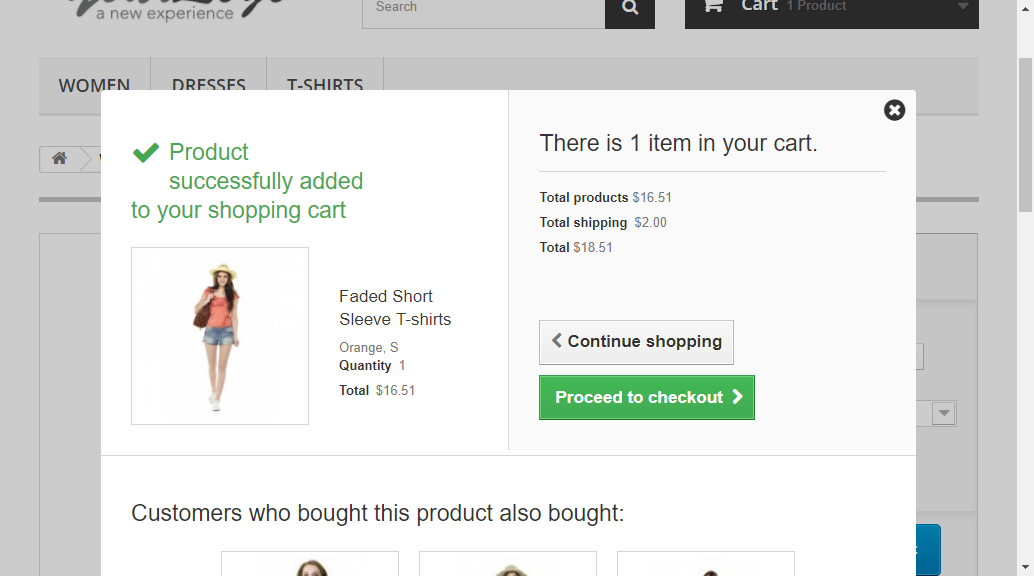 a new experience
Search
Cart 1 Product
WOMEN
DRESSES
T-SHIRTS
Product
successfully added
to your shopping cart
There is 1 item in your cart.
Total products $16.51
Total shipping $2.00
Total $18.51
Faded Short
Sleeve T-shirts
Orange, S
Quantity 1
Total $16.51
Continue shopping
Proceed to checkout
Customers who bought this product also bought: